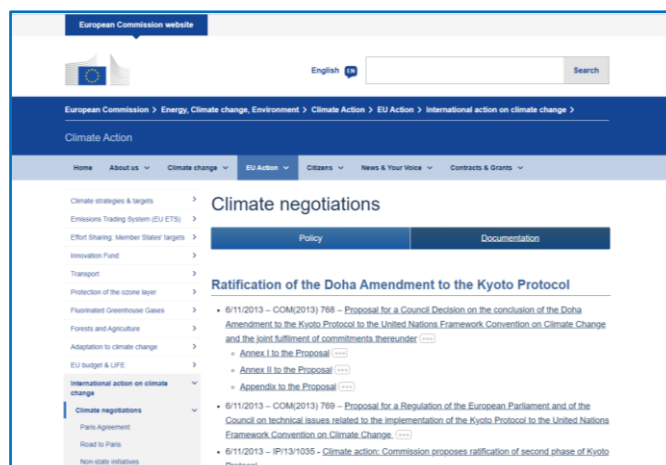 European Commission website
English EN
Search
European Commission > Energy, Climate change, Environment > Climate Action > EU Action > International action on climate change >
Climate Action
Home About us Climate change EU Action Citizens News & Your Voice Contracts & Grants
Climate strategies & targets
Emissions Trading System (EU ETS)
Effort Sharing: Member States' targets
Innovation Fund
Transport
Protection of the ozone layer
Fluorinated Greenhouse Gases
Forests and Agriculture
Adaptation to climate change
EU budget & LIFE
International action on climate
change
Climate negotiations
Paris Agreement
Road to Paris
Non-state initiatives
Climate negotiations
Policy Documentation
Ratification of the Doha Amendment to the Kyoto Protocol
• 6/11/2013 – COM(2013) 768 – Proposal for a Council Decision on the conclusion of the Doha
Amendment to the Kyoto Protocol to the United Nations Framework Convention on Climate Change
and the joint fulfilment of commitments thereunder
Annex I to the Proposal
Annex II to the Proposal
Appendix to the Proposal
• 6/11/2013 – COM(2013) 769 – Proposal for a Regulation of the European Parliament and of the
Council on technical issues related to the implementation of the Kyoto Protocol to the United Nations
Framework Convention on Climate Change
• 6/11/2013 – IP/13/1035 - Climate action: Commission proposes ratification of second phase of Kyoto
Protocol